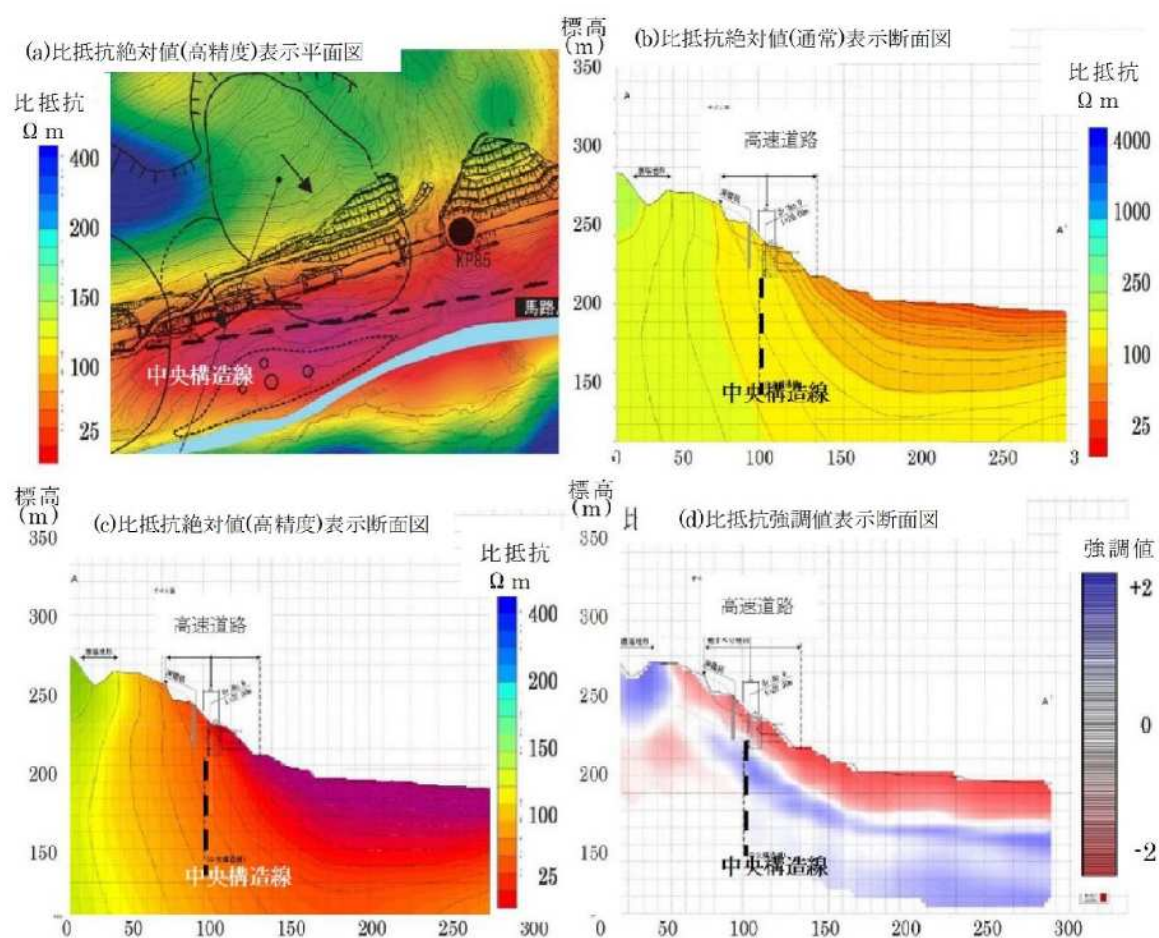 (a)比抵抗絶対値(高精度)表示平面図
比抵抗
Ωm
400
200
150
100
25
KP85
馬路
中央構造線
標高
(m)
(b)比抵抗絶対値(通常)表示断面図
350
300
250
200
150
A
高速道路
A'
中央構造線
比抵抗
Ωm
4000
1000
250
100
25
50
100
150
200
250
3
標高
(m)
(c)比抵抗絶対値(高精度)表示断面図
350
300
250
200
150
A
高速道路
中央構造線
比抵抗
Ωm
400
200
150
100
25
0
50
100
150
200
250
300
標高
(m)
比
(d)比抵抗強調値表示断面図
350
300
250
200
150
高速道路
A'
中央構造線
強調値
+2
0
-2
0
50
100
150
200
250
300